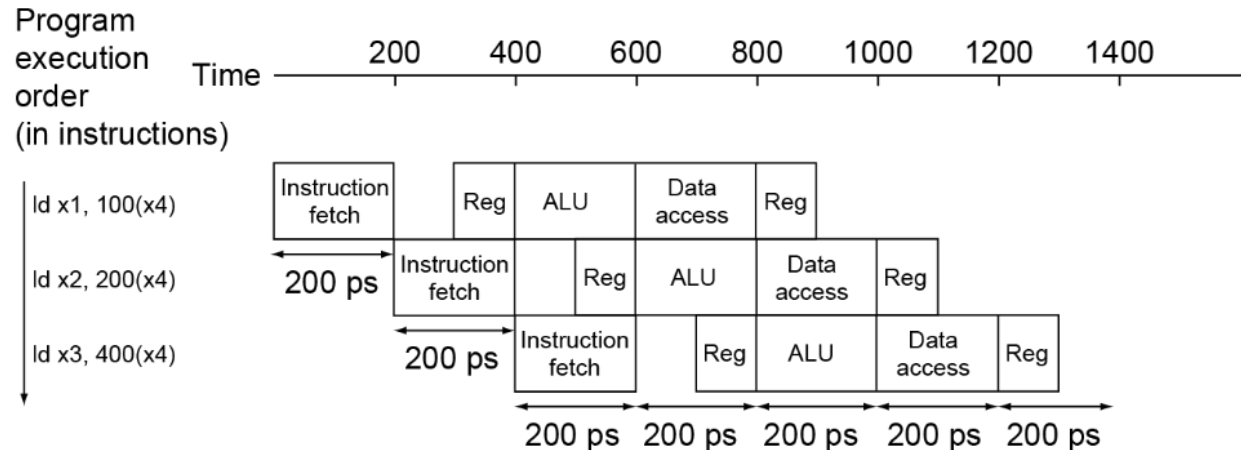 Program
execution
order
(in instructions)
Time
200 400 600 800 1000 1200 1400
ld x1, 100(x4)
Instruction
fetch
Reg
ALU
Data
access
Reg
200 ps
ld x2, 200(x4)
Instruction
fetch
Reg
ALU
Data
access
Reg
200 ps
ld x3, 400(x4)
Instruction
fetch
Reg
ALU
Data
access
Reg
200 ps 200 ps 200 ps 200 ps 200 ps